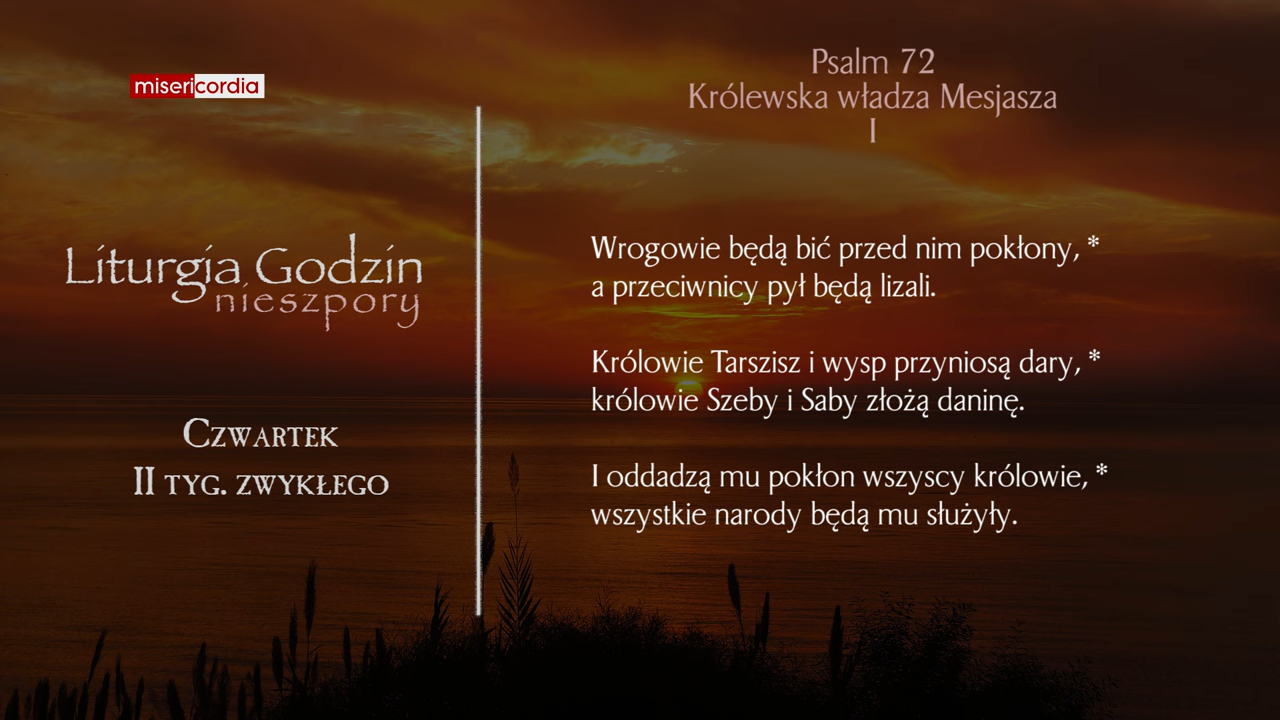 misericordia
Liturgia Godzin
nieszpory
Czwartek
II tyg. zwykłego
Psalm 72
Królewska władza Mesjasza
I
Wrogowie będą bić przed nim pokłony, *
a przeciwnicy pył będą lizali.
Królowie Tarszisz i wysp przyniosą dary, *
królowie Szeby i Saby złożą daninę.
I oddadzą mu pokłon wszyscy królowie, *
wszystkie narody będą mu służyły.